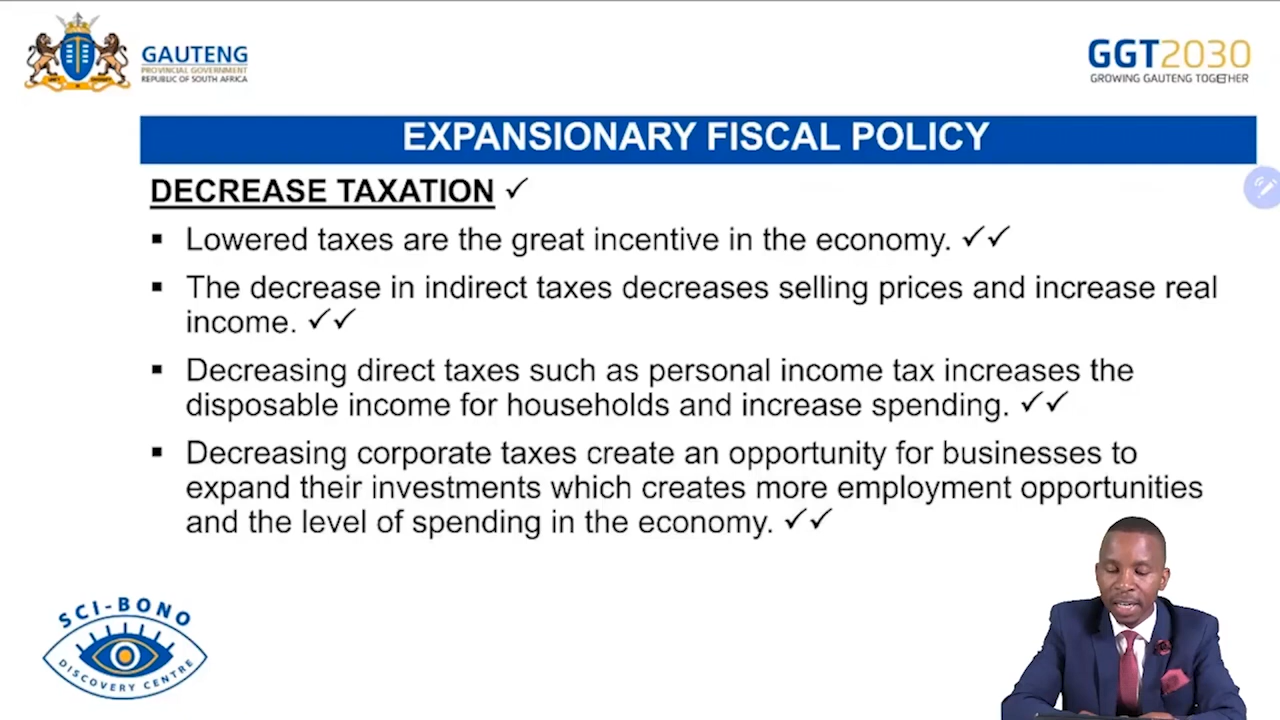 GAUTENG
PROVINCIAL GOVERNMENT
REPUBLIC OF SOUTH AFRICA
GGT2030
GROWING GAUTENG TOGETHER
EXPANSIONARY FISCAL POLICY
DECREASE TAXATION ✓
▪ Lowered taxes are the great incentive in the economy. ✓✓
▪ The decrease in indirect taxes decreases selling prices and increase real
income. ✓✓
▪ Decreasing direct taxes such as personal income tax increases the
disposable income for households and increase spending. ✓✓
▪ Decreasing corporate taxes create an opportunity for businesses to
expand their investments which creates more employment opportunities
and the level of spending in the economy. ✓✓
SCI-BONO
DISCOVERY CENTRE